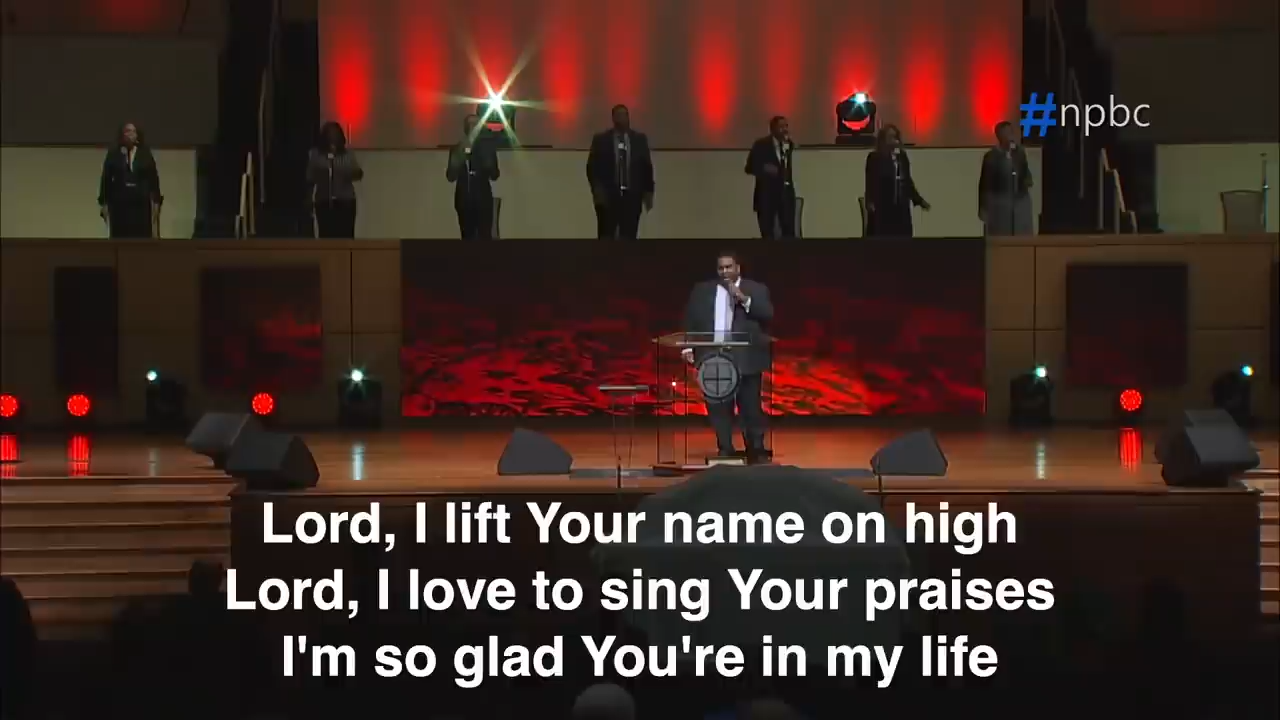 #npbc
Lord, I lift Your name on high
Lord, I love to sing Your praises
I'm so glad You're in my life